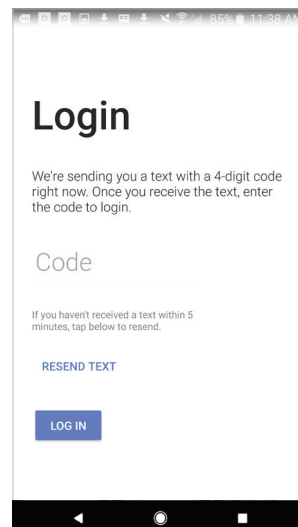 85% 11:38 AM
Login
We're sending you a text with a 4-digit code
right now. Once you receive the text, enter
the code to login.
Code
If you haven't received a text within 5
minutes, tap below to resend.
RESEND TEXT
LOG IN